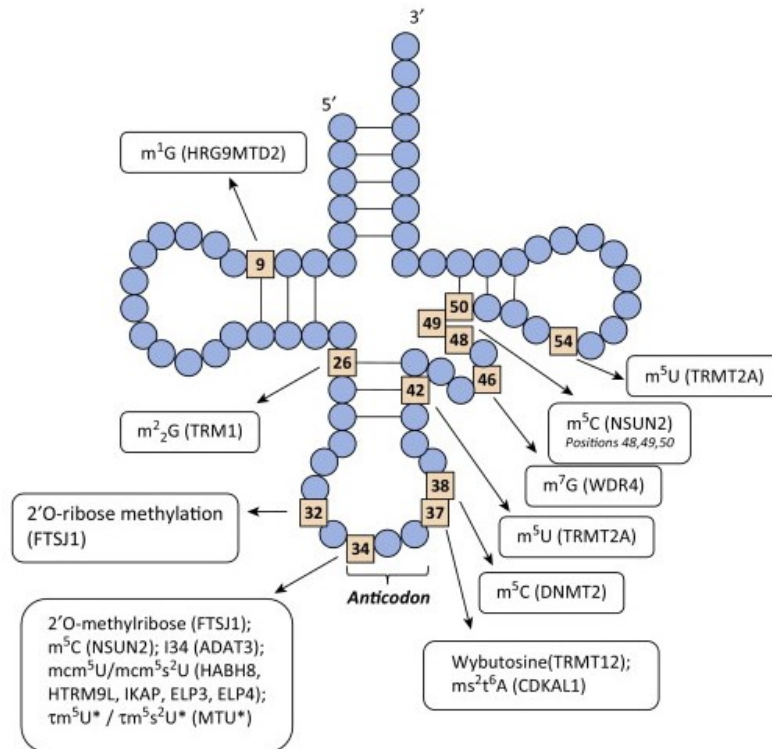 3′
5′
m¹G (HRG9MTD2)
9
50
49
48
54
26
42
46
m⁵U (TRMT2A)
m²₂G (TRM1)
m⁵C (NSUN2)
Positions 48,49,50
m⁷G (WDR4)
38
37
32
34
2′O-ribose methylation
(FTSJ1)
m⁵U (TRMT2A)
Anticodon
m⁵C (DNMT2)
2′O-methylribose (FTSJ1);
m⁵C (NSUN2); I34 (ADAT3);
mcm⁵U/mcm⁵s²U (HABH8,
HTRM9L, IKAP, ELP3, ELP4);
τm⁵U* / τm⁵s²U* (MTU*)
Wybutosine(TRMT12);
ms²t⁶A (CDKAL1)